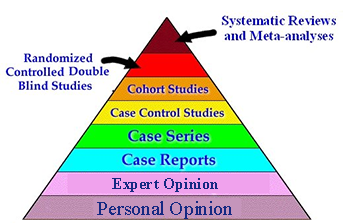 Systematic Reviews
and Meta-analyses
Randomized
Controlled Double
Blind Studies
Cohort Studies
Case Control Studies
Case Series
Case Reports
Expert Opinion
Personal Opinion